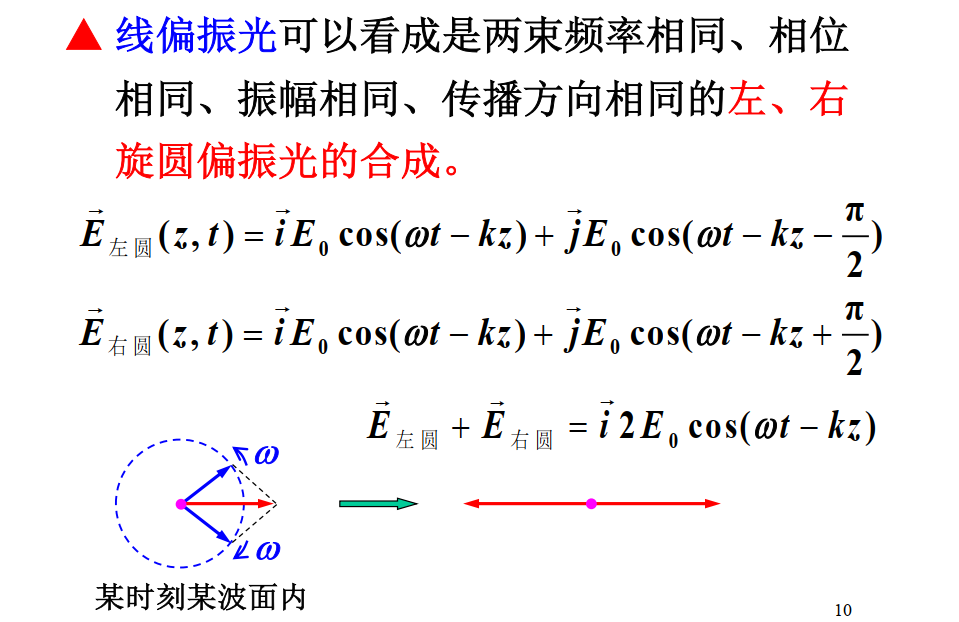 ▲ 线偏振光可以看成是两束频率相同、相位
相同、振幅相同、传播方向相同的左、右
旋圆偏振光的合成。
$\vec{E}_{左圆}(z,t) = \vec{i}E_0\cos(\omega t - kz) + \vec{j}E_0\cos(\omega t - kz - \frac{\pi}{2})$
$\vec{E}_{右圆}(z,t) = \vec{i}E_0\cos(\omega t - kz) + \vec{j}E_0\cos(\omega t - kz + \frac{\pi}{2})$
$\vec{E}_{左圆} + \vec{E}_{右圆} = \vec{i}2E_0\cos(\omega t - kz)$
ω
ω
某时刻某波面内
10